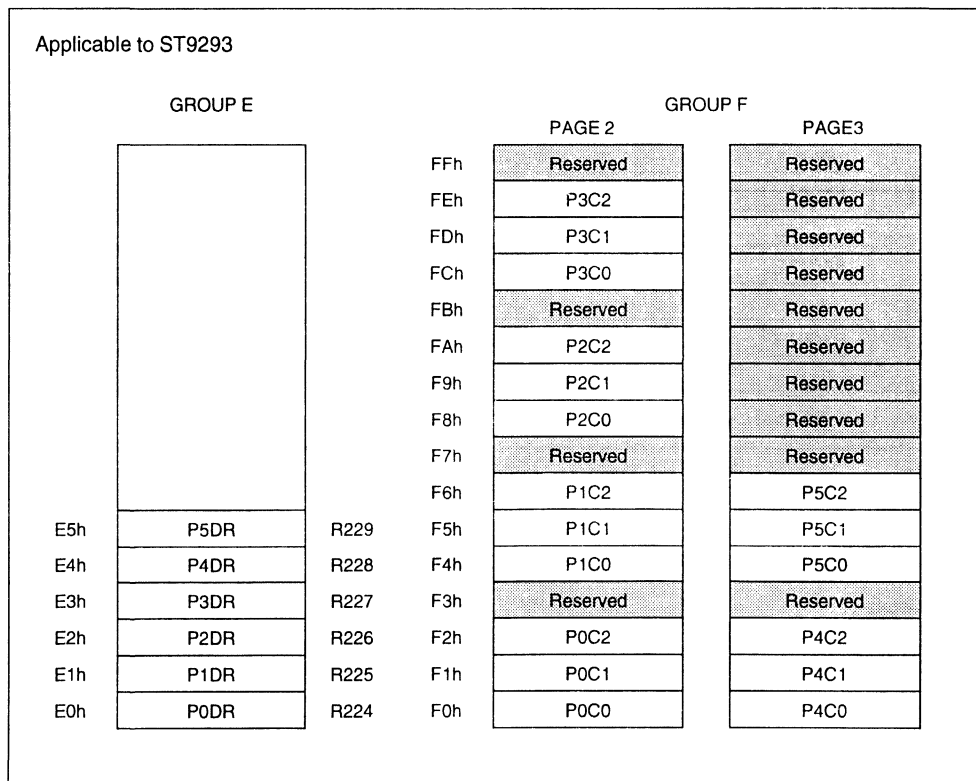 Applicable to ST9293
GROUP E GROUP F
PAGE 2 PAGE3
FFh Reserved Reserved
FEh P3C2 Reserved
FDh P3C1 Reserved
FCh P3C0 Reserved
FBh Reserved Reserved
FAh P2C2 Reserved
F9h P2C1 Reserved
F8h P2C0 Reserved
F7h Reserved Reserved
F6h P1C2 P5C2
E5h P5DR R229 F5h P1C1 P5C1
E4h P4DR R228 F4h P1C0 P5C0
E3h P3DR R227 F3h Reserved Reserved
E2h P2DR R226 F2h P0C2 P4C2
E1h P1DR R225 F1h P0C1 P4C1
E0h P0DR R224 F0h P0C0 P4C0